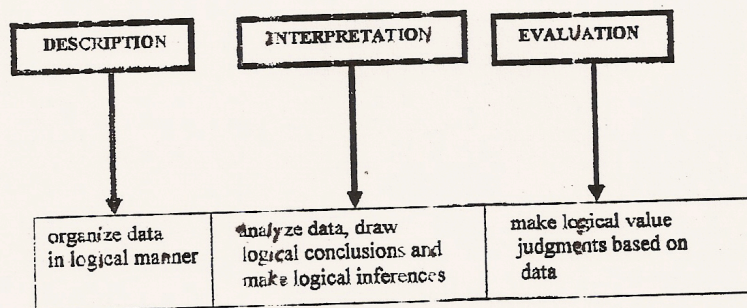 DESCRIPTION
INTERPRETATION
EVALUATION
organize data
in logical manner
analyze data, draw
logical conclusions and
make logical inferences
make logical value
judgments based on
data